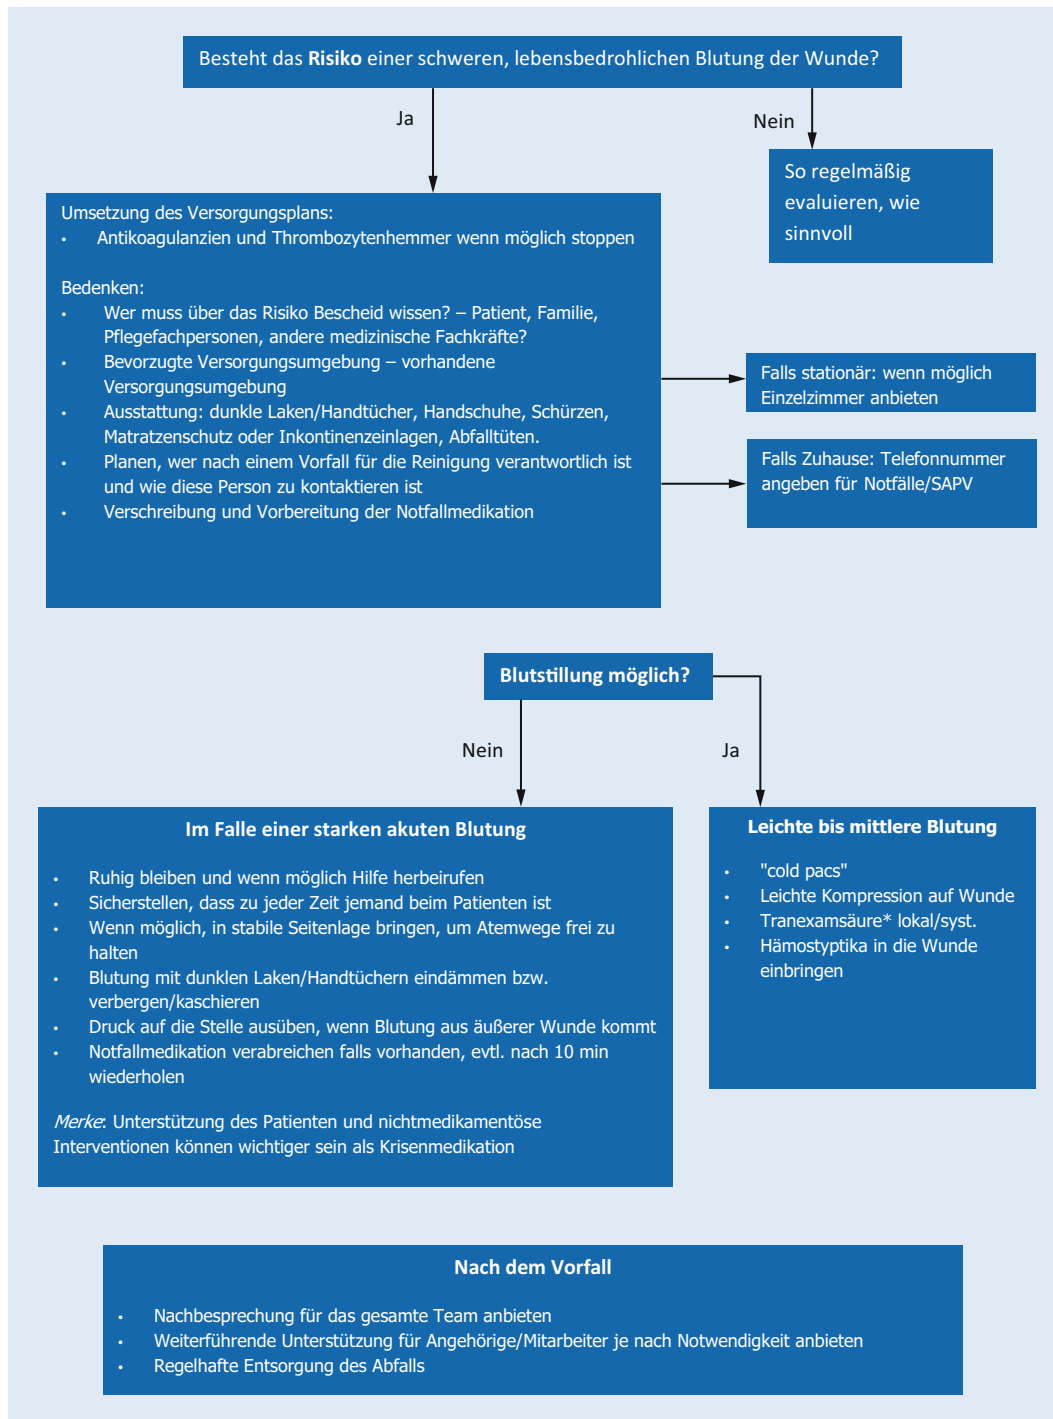 Besteht das Risiko einer schweren, lebensbedrohlichen Blutung der Wunde?
Ja
Nein
So regelmäßig
evaluieren, wie
sinnvoll
Umsetzung des Versorgungsplans:
• Antikoagulanzien und Thrombozytenhemmer wenn möglich stoppen
Bedenken:
• Wer muss über das Risiko Bescheid wissen? – Patient, Familie,
Pflegefachpersonen, andere medizinische Fachkräfte?
• Bevorzugte Versorgungsumgebung – vorhandene
Versorgungsumgebung
• Ausstattung: dunkle Laken/Handtücher, Handschuhe, Schürzen,
Matratzenschutz oder Inkontinenzeinlagen, Abfalltüten.
• Planen, wer nach einem Vorfall für die Reinigung verantwortlich ist
und wie diese Person zu kontaktieren ist
• Verschreibung und Vorbereitung der Notfallmedikation
Falls stationär: wenn möglich
Einzelzimmer anbieten
Falls Zuhause: Telefonnummer
angeben für Notfälle/SAPV
Blutstillung möglich?
Nein
Ja
Im Falle einer starken akuten Blutung
• Ruhig bleiben und wenn möglich Hilfe herbeirufen
• Sicherstellen, dass zu jeder Zeit jemand beim Patienten ist
• Wenn möglich, in stabile Seitenlage bringen, um Atemwege frei zu
halten
• Blutung mit dunklen Laken/Handtüchern eindämmen bzw.
verbergen/kaschieren
• Druck auf die Stelle ausüben, wenn Blutung aus äußerer Wunde kommt
• Notfallmedikation verabreichen falls vorhanden, evtl. nach 10 min
wiederholen
Merke: Unterstützung des Patienten und nichtmedikamentöse
Interventionen können wichtiger sein als Krisenmedikation
Leichte bis mittlere Blutung
• "cold pacs"
• Leichte Kompression auf Wunde
• Tranexamsäure* lokal/syst.
• Hämostyptika in die Wunde
einbringen
Nach dem Vorfall
• Nachbesprechung für das gesamte Team anbieten
• Weiterführende Unterstützung für Angehörige/Mitarbeiter je nach Notwendigkeit anbieten
• Regelhafte Entsorgung des Abfalls